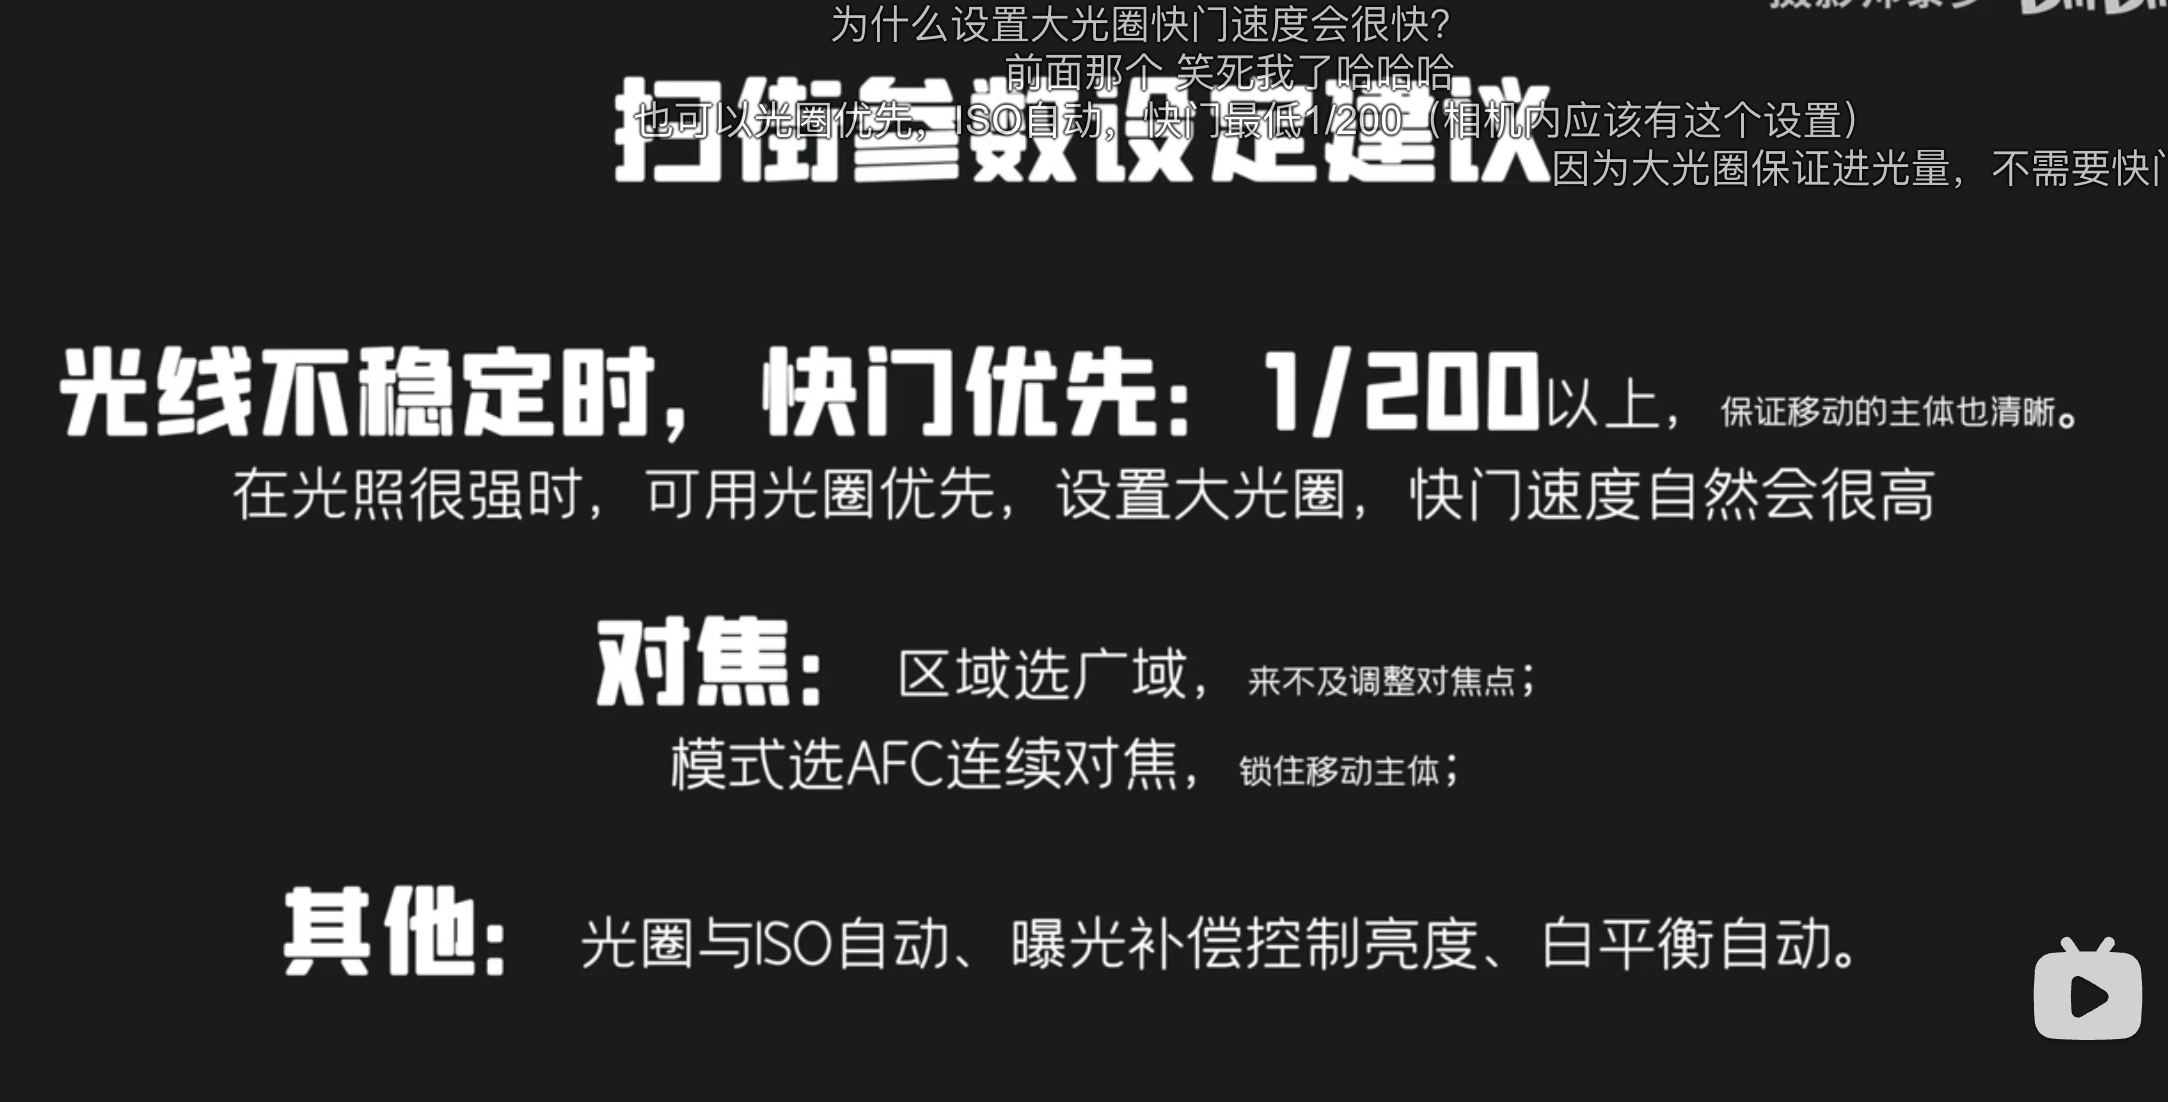 为什么设置大光圈快门速度会很快?
前面那个 笑死我了哈哈哈
扫街参数设定建议
也可以光圈优先，ISO自动，快门最低1/200（相机内应该有这个设置）
因为大光圈保证进光量，不需要快门
光线不稳定时，快门优先：1/200以上，保证移动的主体也清晰。
在光照很强时，可用光圈优先，设置大光圈，快门速度自然会很高
对焦：区域选广域，来不及调整对焦点；
模式选AFC连续对焦，锁住移动主体；
其他：光圈与ISO自动、曝光补偿控制亮度、白平衡自动。